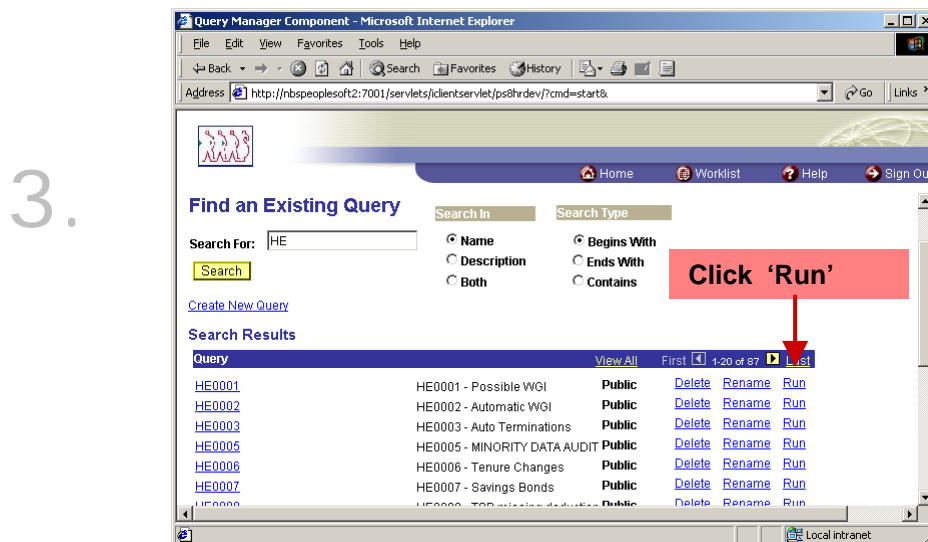 3.
Query Manager Component - Microsoft Internet Explorer
File Edit View Favorites Tools Help
Back Search Favorites History
Address http://nbspeoplesoft2:7001/servlets/iclientservlet/ps8hrdev/?cmd=start& Go Links
Home Worklist Help Sign Ou
Find an Existing Query
Search In Search Type
Search For: HE Name Begins With
Description Ends With
Search
Both Contains
Click 'Run'
Create New Query
Search Results
Query View All First 1-20 of 87 Last
HE0001 HE0001 - Possible WGI Public Delete Rename Run
HE0002 HE0002 - Automatic WGI Public Delete Rename Run
HE0003 HE0003 - Auto Terminations Public Delete Rename Run
HE0005 HE0005 - MINORITY DATA AUDIT Public Delete Rename Run
HE0006 HE0006 - Tenure Changes Public Delete Rename Run
HE0007 HE0007 - Savings Bonds Public Delete Rename Run
Public Delete Rename Run
Local intranet